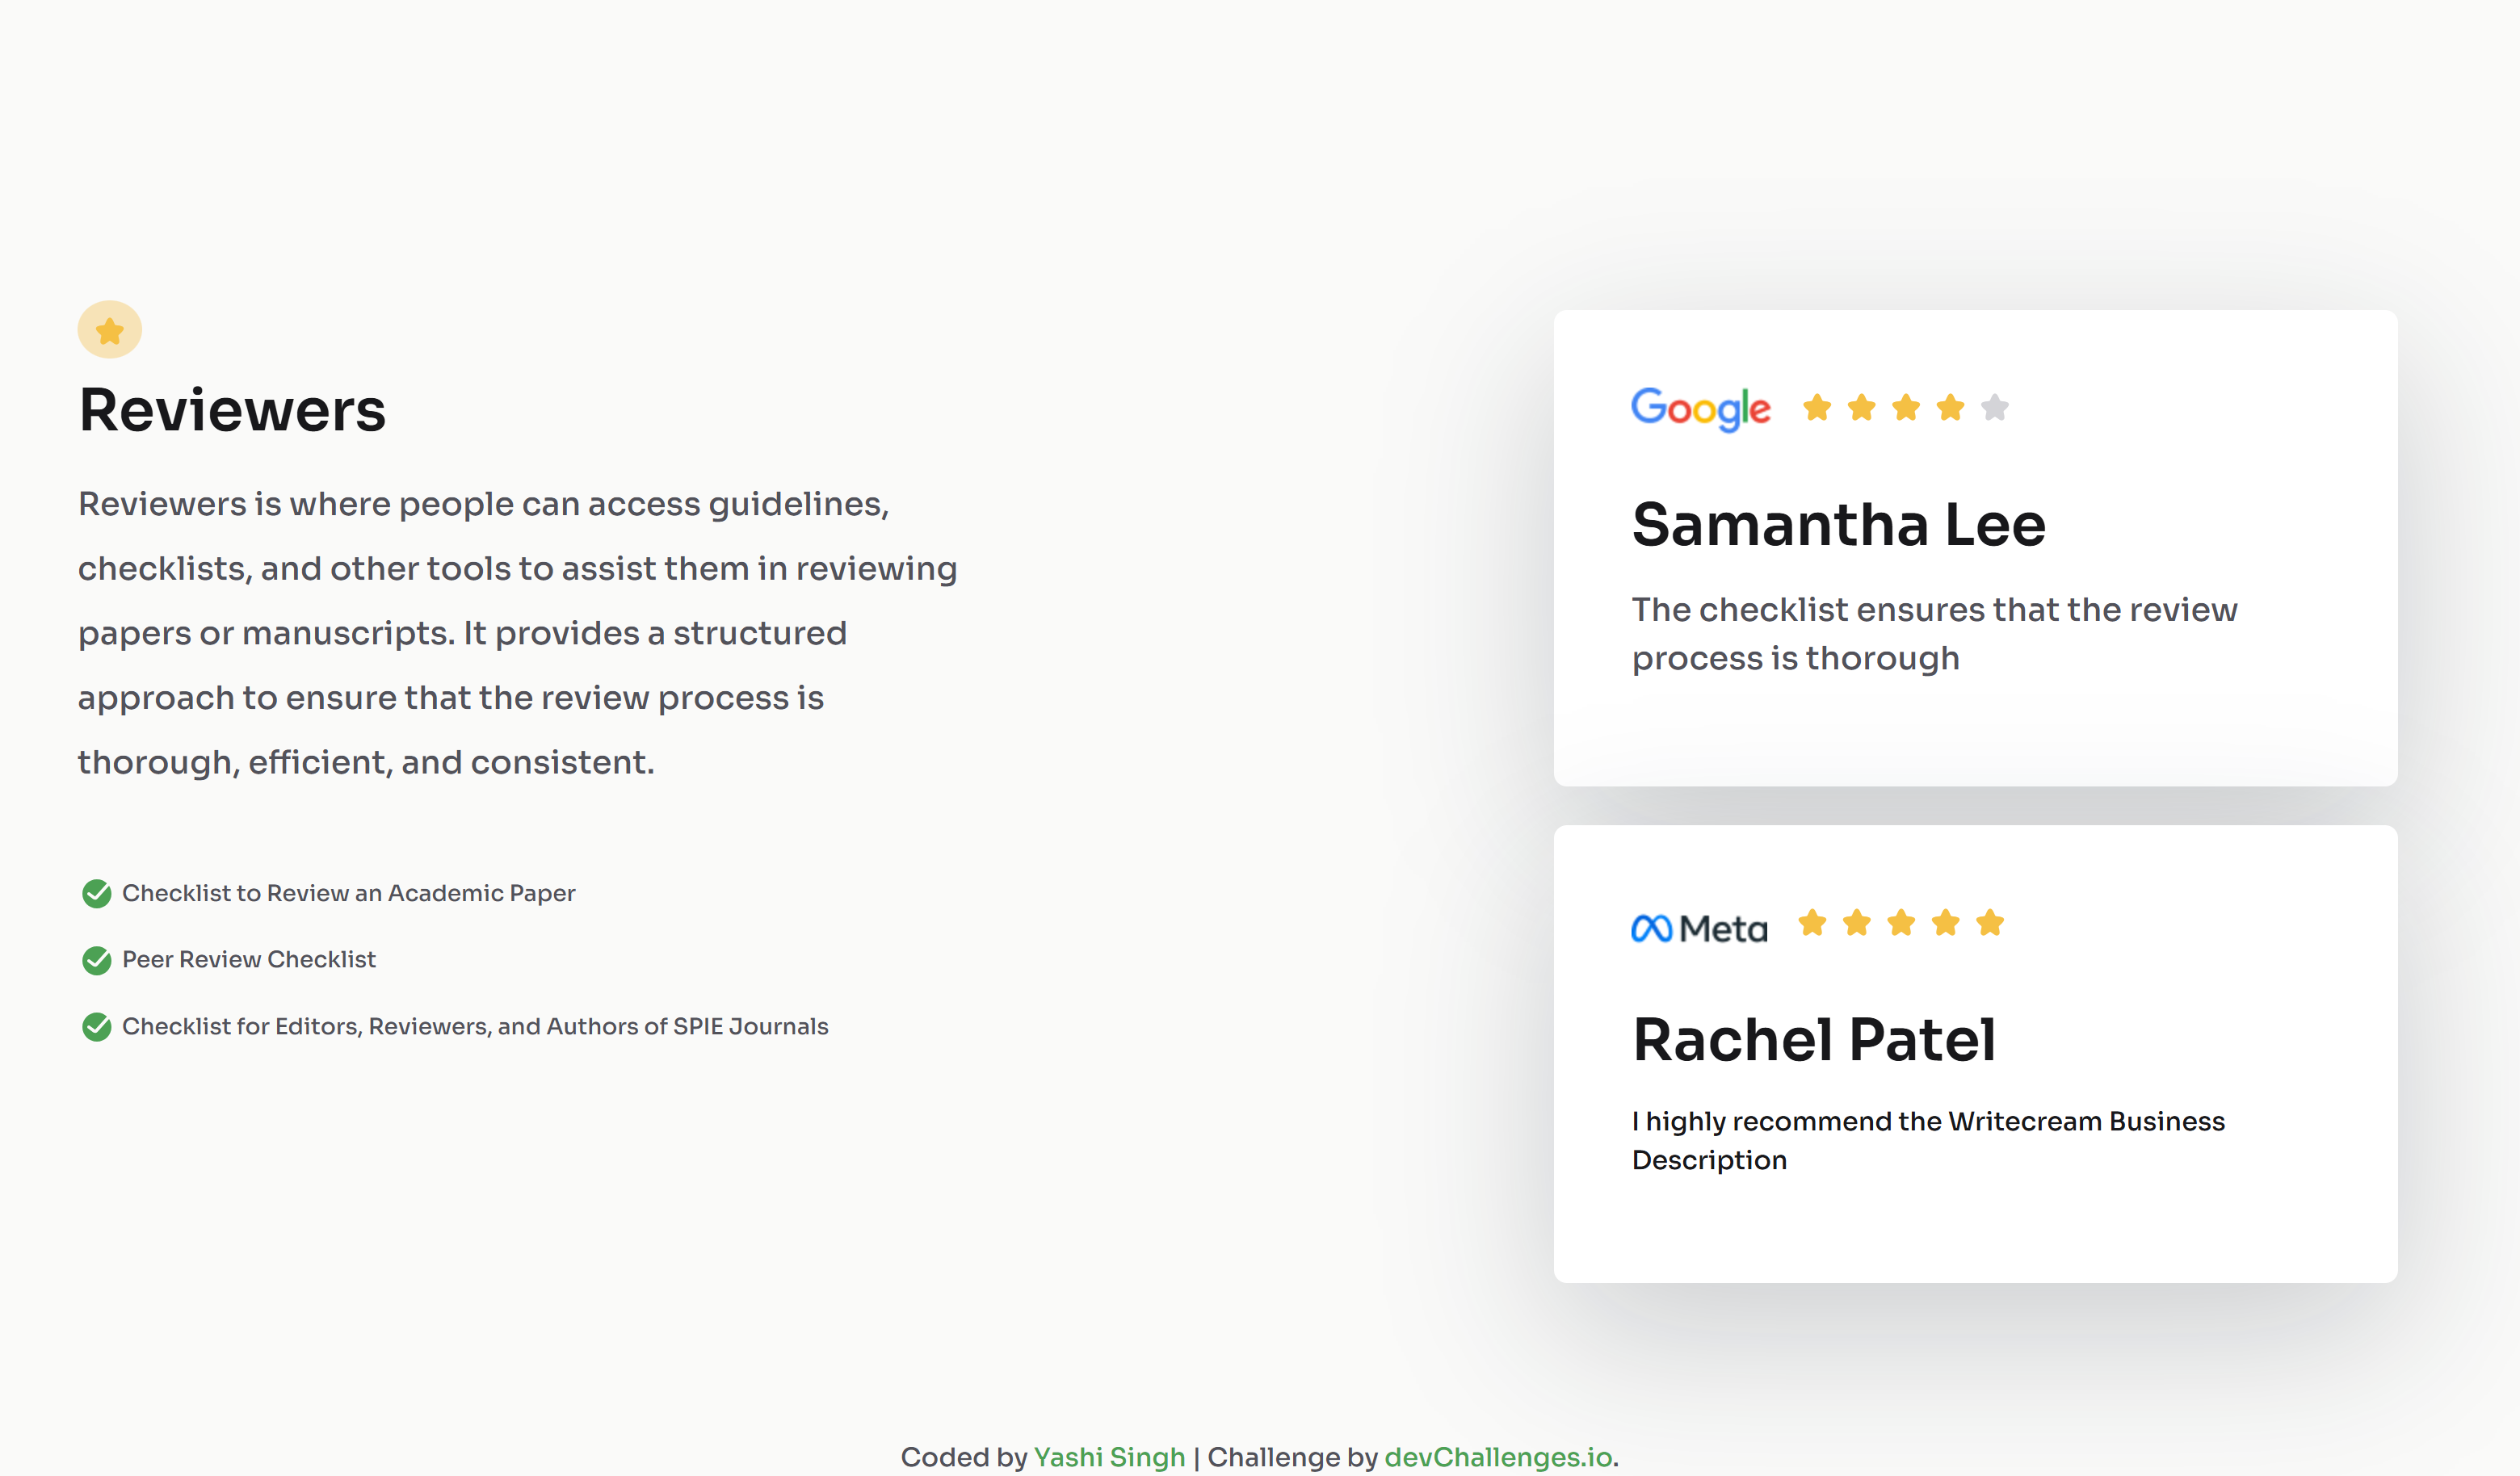 Reviewers
Reviewers is where people can access guidelines,
checklists, and other tools to assist them in reviewing
papers or manuscripts. It provides a structured
approach to ensure that the review process is
thorough, efficient, and consistent.
Checklist to Review an Academic Paper
Peer Review Checklist
Checklist for Editors, Reviewers, and Authors of SPIE Journals
Google
Samantha Lee
The checklist ensures that the review
process is thorough
Meta
Rachel Patel
I highly recommend the Writecream Business
Description
Coded by Yashi Singh | Challenge by devChallenges.io.